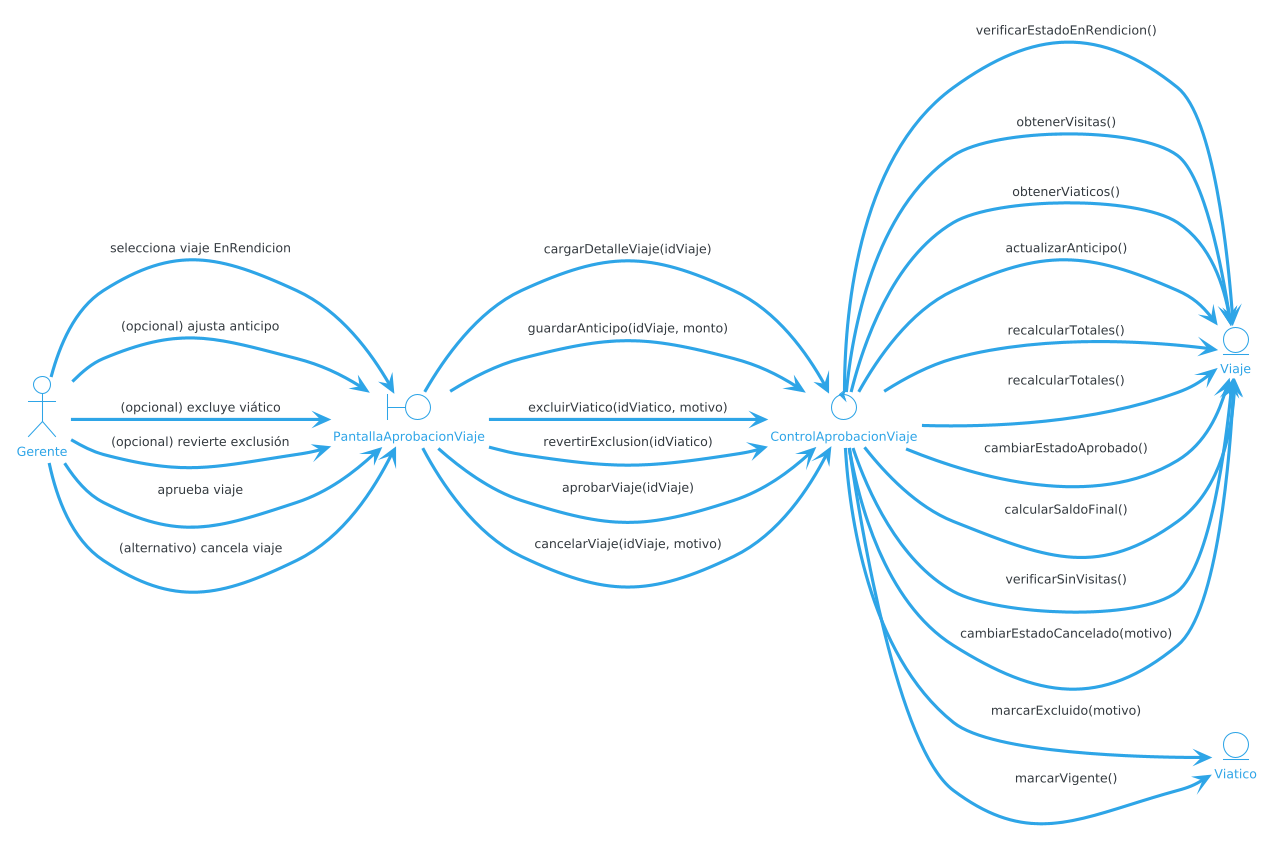 verificarEstadoEnRendicion()
obtenerVisitas()
obtenerViaticos()
selecciona viaje EnRendicion
cargarDetalleViaje(idViaje)
actualizarAnticipo()
(opcional) ajusta anticipo
guardarAnticipo(idViaje, monto)
recalcularTotales()
Viaje
recalcularTotales()
(opcional) excluye viático
excluirViatico(idViatico, motivo)
PantallaAprobacionViaje
ControlAprobacionViaje
(opcional) revierte exclusión
revertirExclusion(idViatico)
Gerente
cambiarEstadoAprobado()
aprueba viaje
aprobarViaje(idViaje)
calcularSaldoFinal()
(alternativo) cancela viaje
cancelarViaje(idViaje, motivo)
verificarSinVisitas()
cambiarEstadoCancelado(motivo)
marcarExcluido(motivo)
Viatico
marcarVigente()